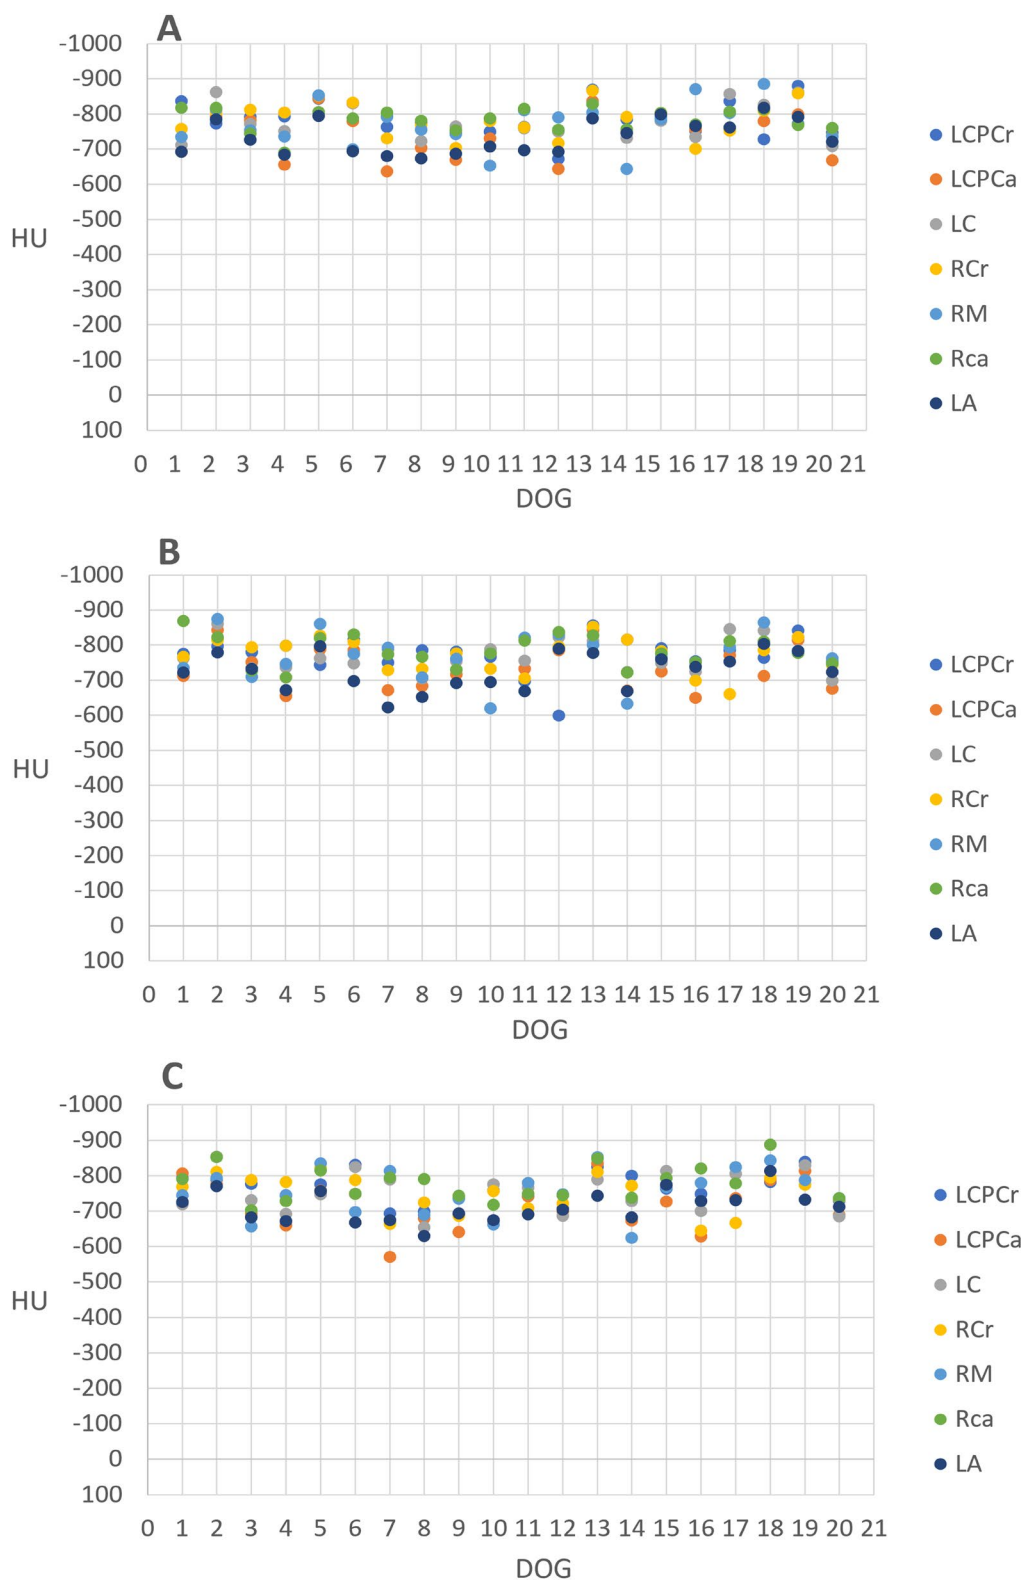 A
-1000
-900
-800
-700
-600
-500
-400
-300
-200
-100
0
100
HU
0 1 2 3 4 5 6 7 8 9 10 11 12 13 14 15 16 17 18 19 20 21
DOG
LCPCr
LCPCa
LC
RCr
RM
Rca
LA
B
-1000
-900
-800
-700
-600
-500
-400
-300
-200
-100
0
100
HU
0 1 2 3 4 5 6 7 8 9 10 11 12 13 14 15 16 17 18 19 20 21
DOG
LCPCr
LCPCa
LC
RCr
RM
Rca
LA
C
-1000
-900
-800
-700
-600
-500
-400
-300
-200
-100
0
100
HU
0 1 2 3 4 5 6 7 8 9 10 11 12 13 14 15 16 17 18 19 20 21
DOG
LCPCr
LCPCa
LC
RCr
RM
Rca
LA